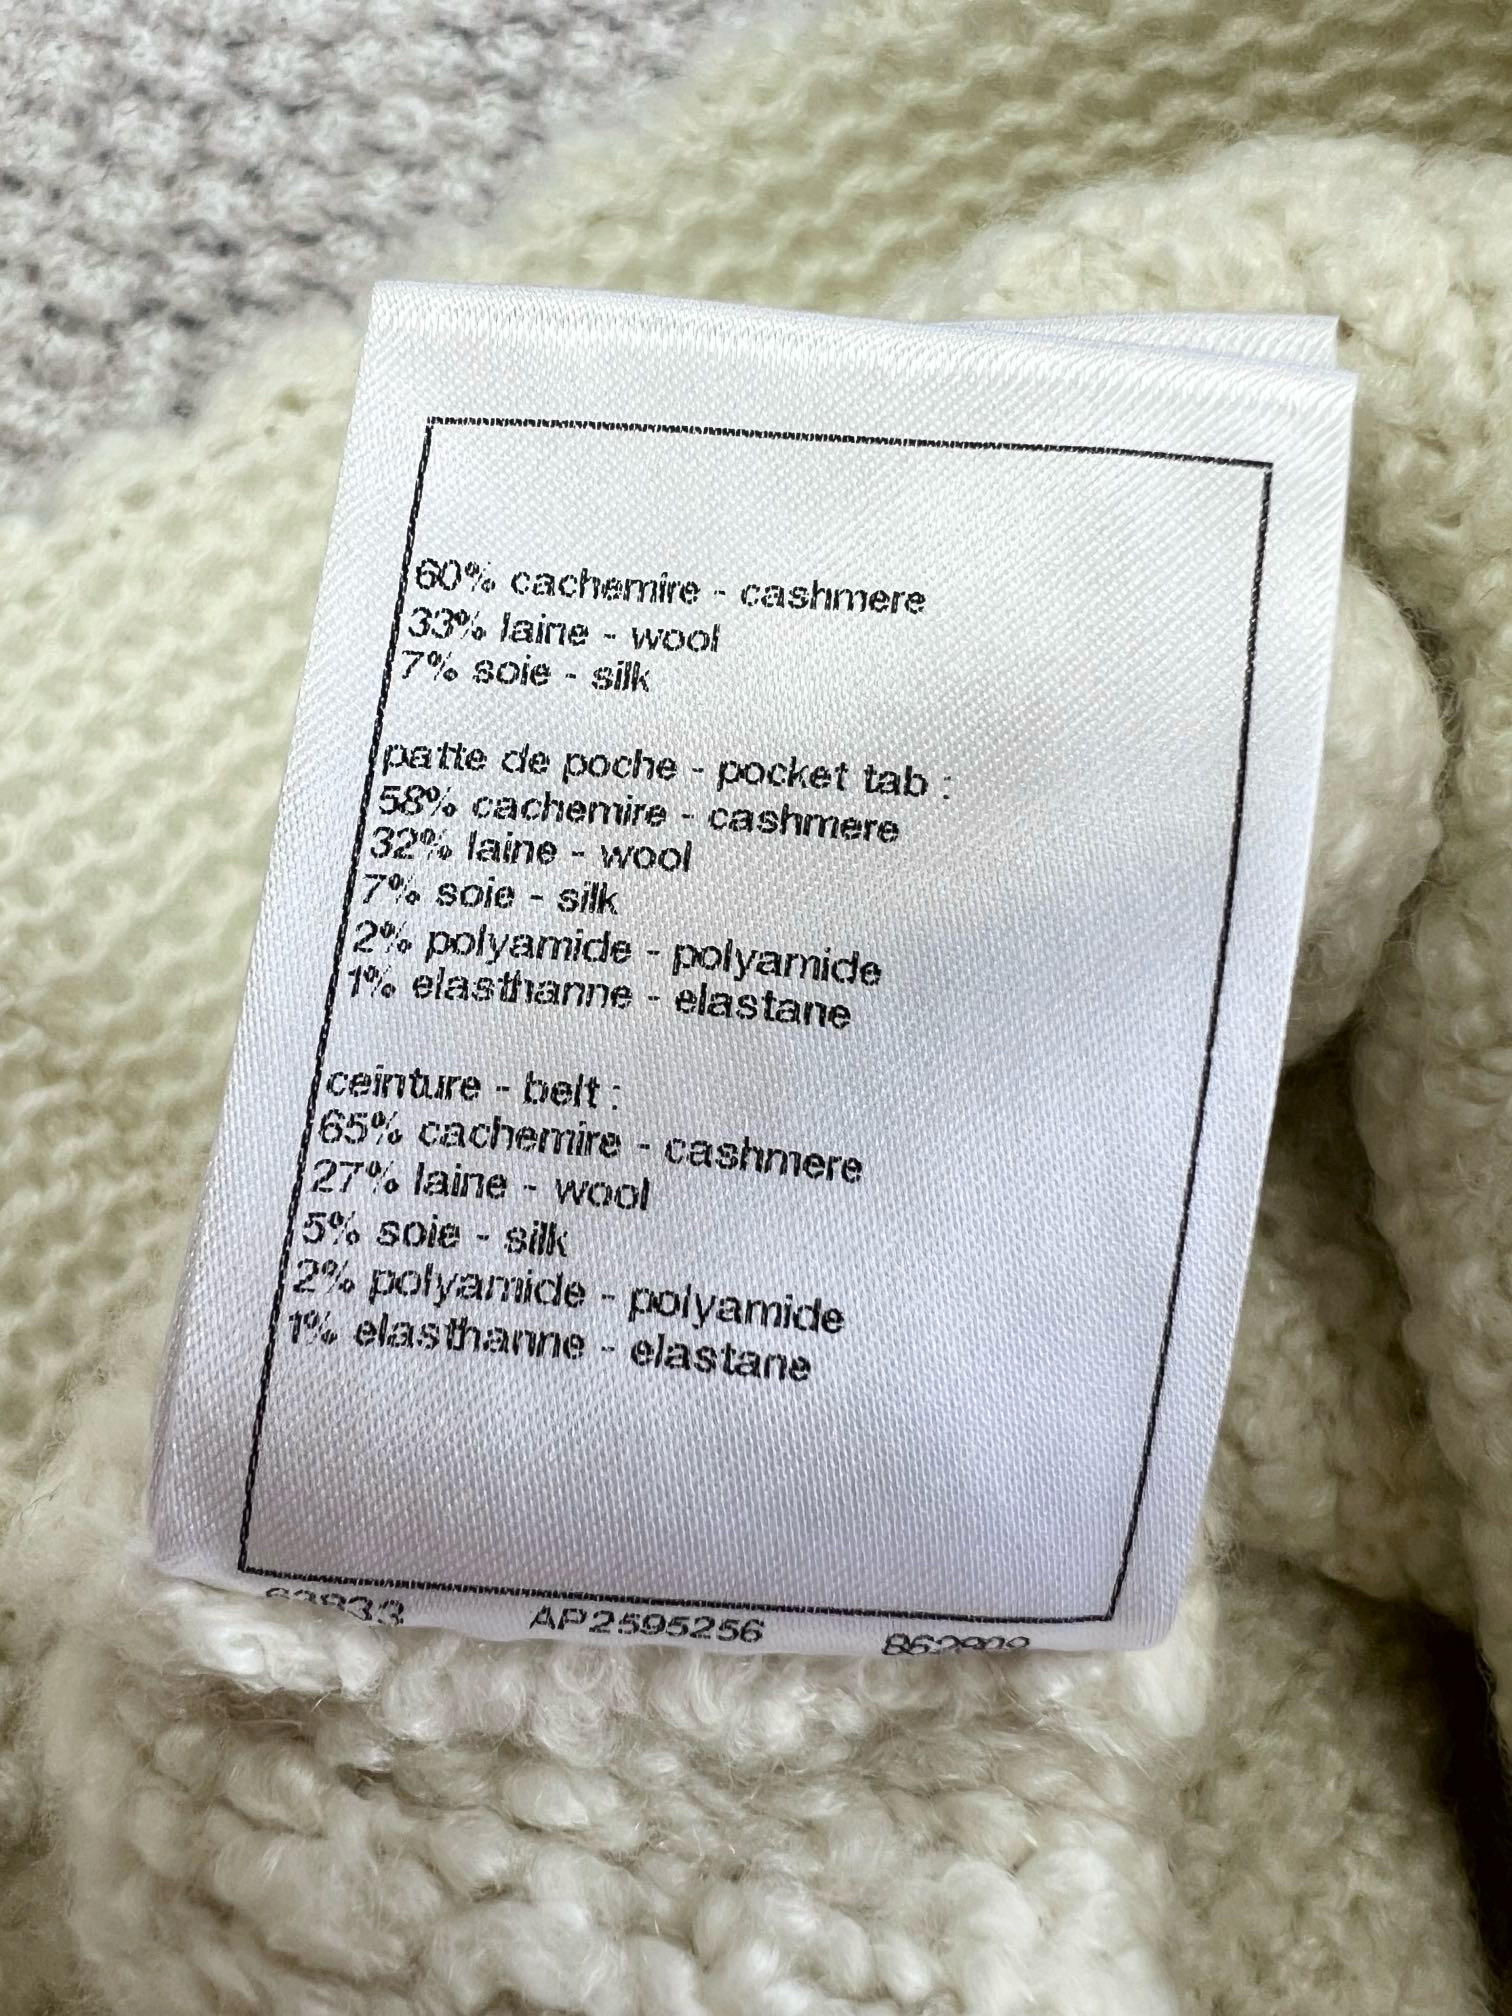 60% cachemire - cashmere
33% laine - wool
7% soie - silk
patte de poche - pocket tab :
58% cachemire - cashmere
32% laine - wool
7% soie - silk
2% polyamide - polyamide
1% elasthanne - elastane
ceinture - belt :
65% cachemire - cashmere
27% laine - wool
5% soie - silk
2% polyamide - polyamide
1% elasthanne - elastane
AP2595256